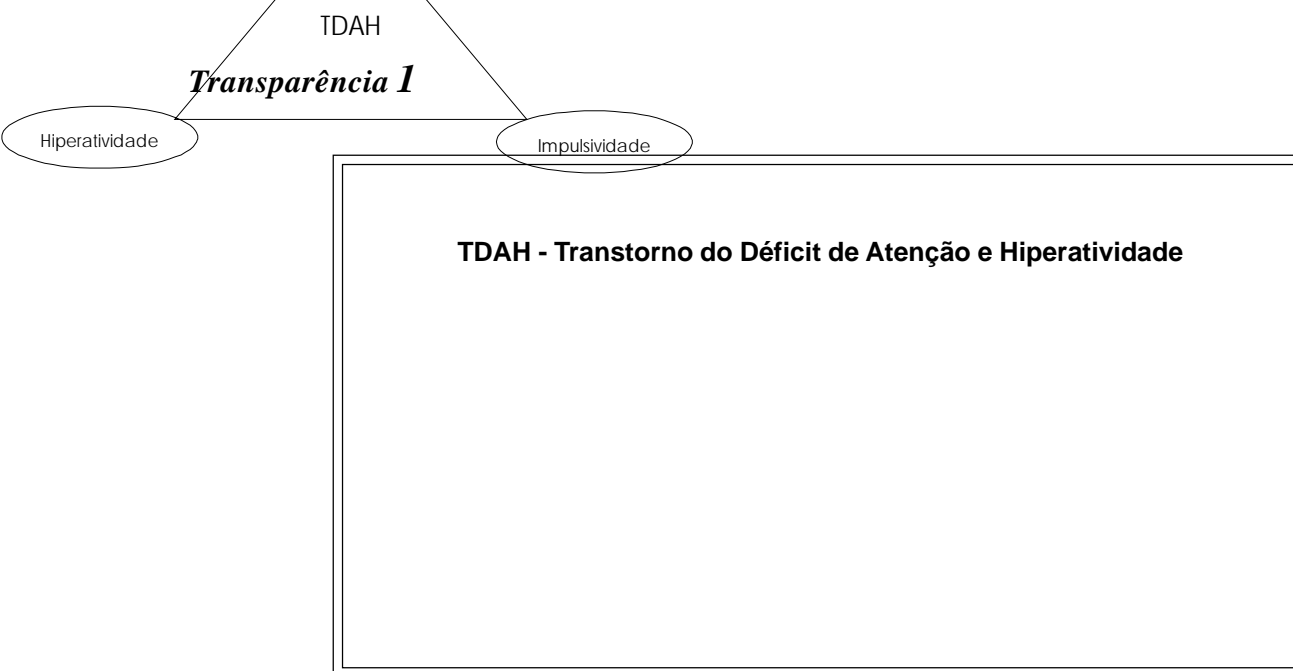 TDAH
Transparência 1
Hiperatividade
Impulsividade
TDAH - Transtorno do Déficit de Atenção e Hiperatividade